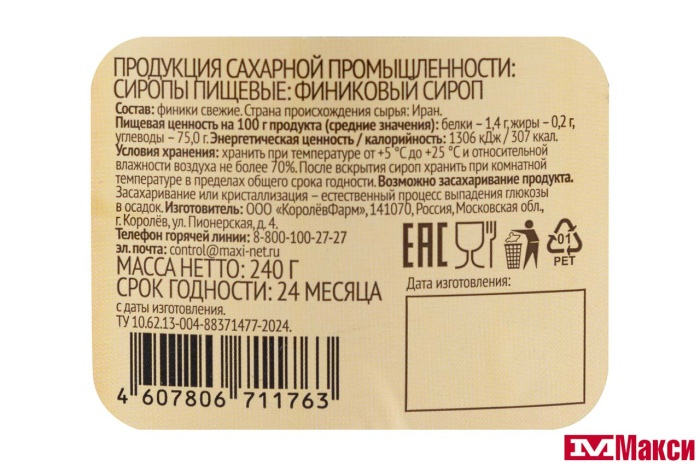 ПРОДУКЦИЯ САХАРНОЙ ПРОМЫШЛЕННОСТИ:
СИРОПЫ ПИЩЕВЫЕ: ФИНИКОВЫЙ СИРОП
Состав: финики свежие. Страна происхождения сырья: Иран.
Пищевая ценность на 100 г продукта (средние значения): белки – 1,4 г, жиры – 0,2 г,
углеводы – 75,0 г. Энергетическая ценность / калорийность: 1306 кДж / 307 ккал.
Условия хранения: хранить при температуре от +5 °С до +25 °С и относительной
влажности воздуха не более 70%. После вскрытия сироп хранить при комнатной
температуре в пределах общего срока годности. Возможно засахаривание продукта.
Засахаривание или кристаллизация – естественный процесс выпадения глюкозы
в осадок. Изготовитель: ООО «КоролёвФарм», 141070, Россия, Московская обл.,
г. Королёв, ул. Пионерская, д. 4.
Телефон горячей линии: 8-800-100-27-27
эл. почта: control@maxi-net.ru
МАССА НЕТТО: 240 Г
СРОК ГОДНОСТИ: 24 МЕСЯЦА
с даты изготовления.
ТУ 10.62.13-004-88371477-2024.
4 607806 711763
EAC
01
PET
Дата изготовления:
М Макси